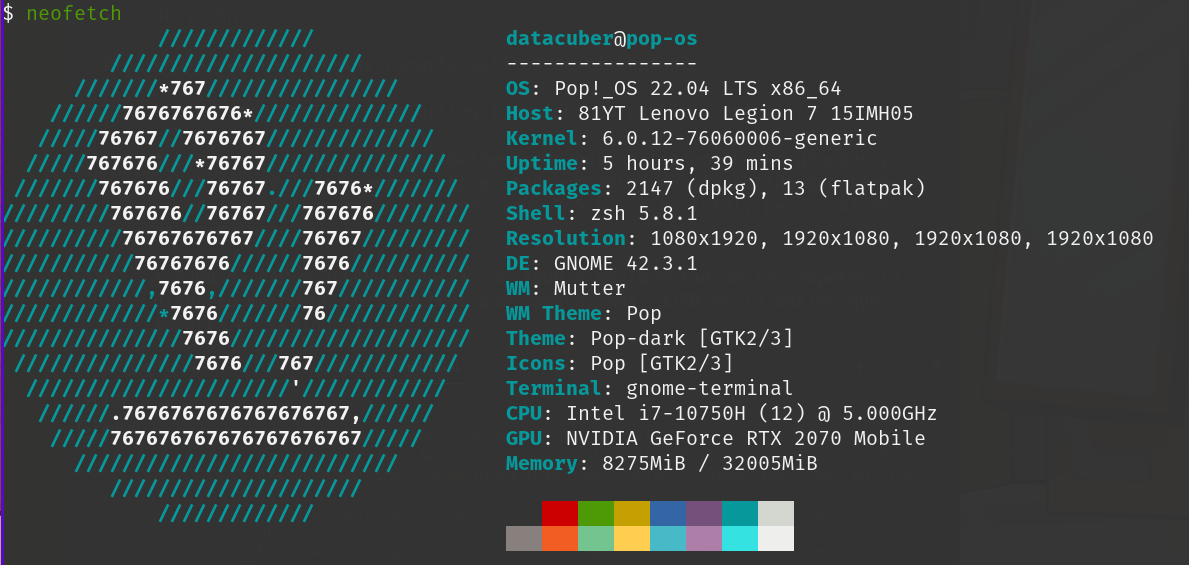 $ neofetch
/////////////
/////////////////////
///////*767////////////////
//////7676767676*//////////////
/////76767//7676767//////////////
/////767676///*76767///////////////
///////767676///76767.///7676*///////
/////////767676//76767///767676////////
//////////76767676767////76767/////////
///////////76767676//////7676//////////
////////////,7676,///////767///////////
/////////////*7676///////76////////////
///////////////7676////////////////////
///////////////7676///767////////////
//////////////////////'////////////
//////.7676767676767676767,//////
/////767676767676767676767/////
///////////////////////////
/////////////////////
/////////////
datacuber@pop-os
----------------
OS: Pop!_OS 22.04 LTS x86_64
Host: 81YT Lenovo Legion 7 15IMH05
Kernel: 6.0.12-76060006-generic
Uptime: 5 hours, 39 mins
Packages: 2147 (dpkg), 13 (flatpak)
Shell: zsh 5.8.1
Resolution: 1080x1920, 1920x1080, 1920x1080, 1920x1080
DE: GNOME 42.3.1
WM: Mutter
WM Theme: Pop
Theme: Pop-dark [GTK2/3]
Icons: Pop [GTK2/3]
Terminal: gnome-terminal
CPU: Intel i7-10750H (12) @ 5.000GHz
GPU: NVIDIA GeForce RTX 2070 Mobile
Memory: 8275MiB / 32005MiB